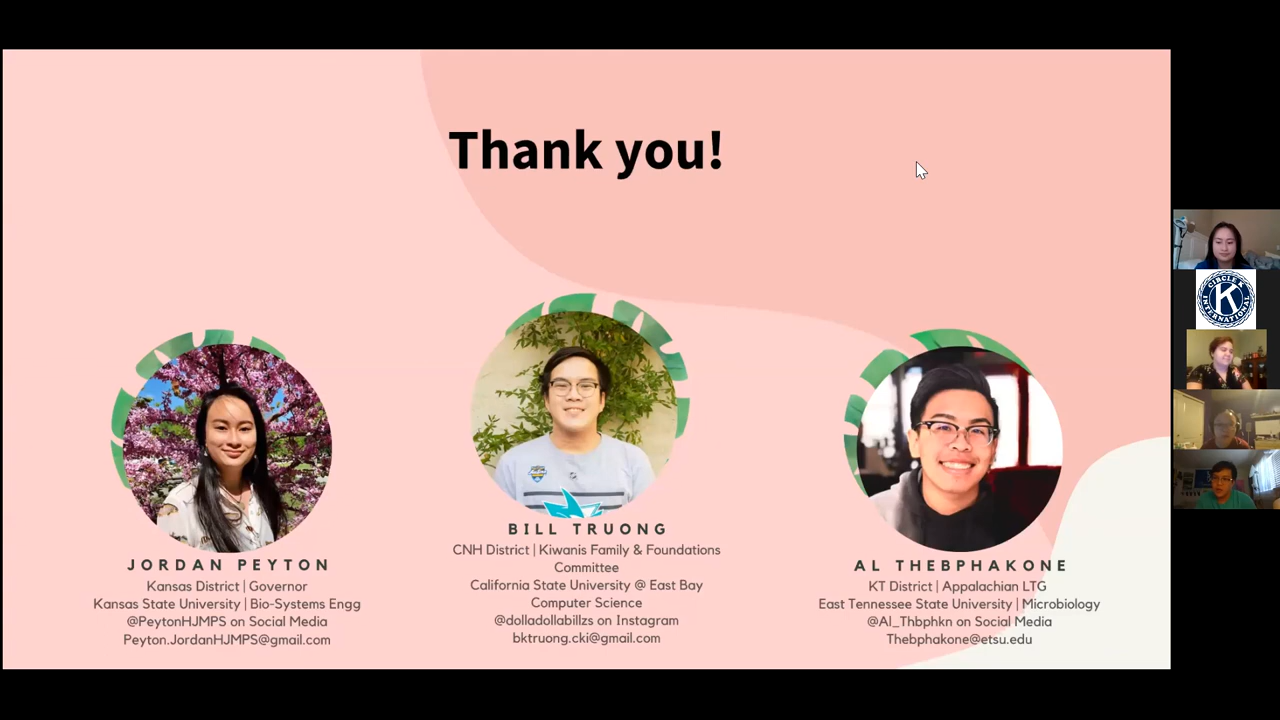 Thank you!
JORDAN PEYTON
Kansas District | Governor
Kansas State University | Bio-Systems Engg
@PeytonHJMPS on Social Media
Peyton.JordanHJMPS@gmail.com
BILL TRUONG
CNH District | Kiwanis Family & Foundations
Committee
California State University @ East Bay
Computer Science
@dolladollabillzs on Instagram
bktruong.cki@gmail.com
AL THEBPHAKONE
KT District | Appalachian LTG
East Tennessee State University | Microbiology
@Al_Thbphkn on Social Media
Thebphakone@etsu.edu
CIRCLE K
K
INTERNATIONAL